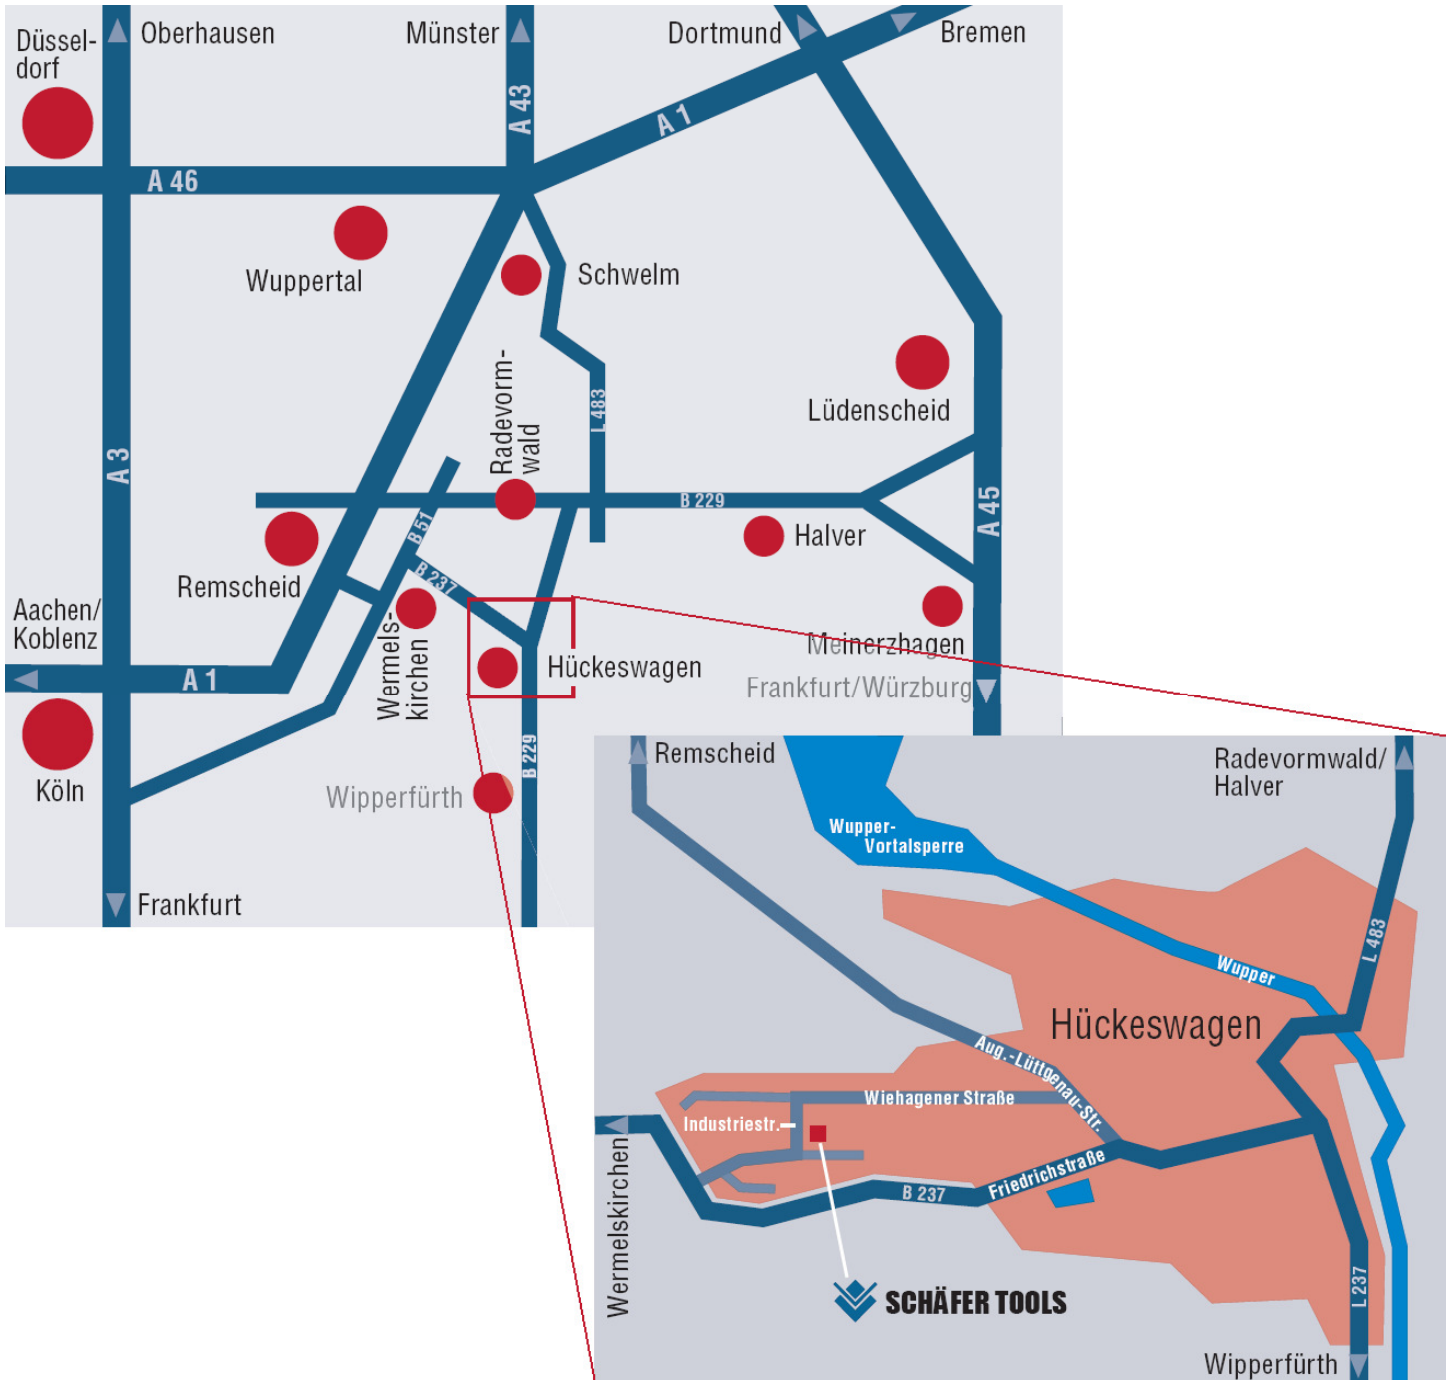 Düssel-
dorf
Oberhausen
Münster
Dortmund
Bremen
A 43
A 1
A 46
Wuppertal
Schwelm
Radevorm-
wald
L 483
Lüdenscheid
A 3
B 229
A 45
B 51
Halver
Remscheid
B 237
Aachen/
Koblenz
Wermels-
kirchen
Meinerzhagen
Hückeswagen
A 1
Frankfurt/Würzburg
Köln
Wipperfürth
B 229
Frankfurt
Remscheid
Radevormwald/
Halver
Wupper-
Vortalsperre
L 483
Wupper
Hückeswagen
Aug.-Lüttgenau-Str.
Wiehagener Straße
Industriestr.
Wermelskirchen
Friedrichstraße
B 237
L 237
SCHÄFER TOOLS
Wipperfürth